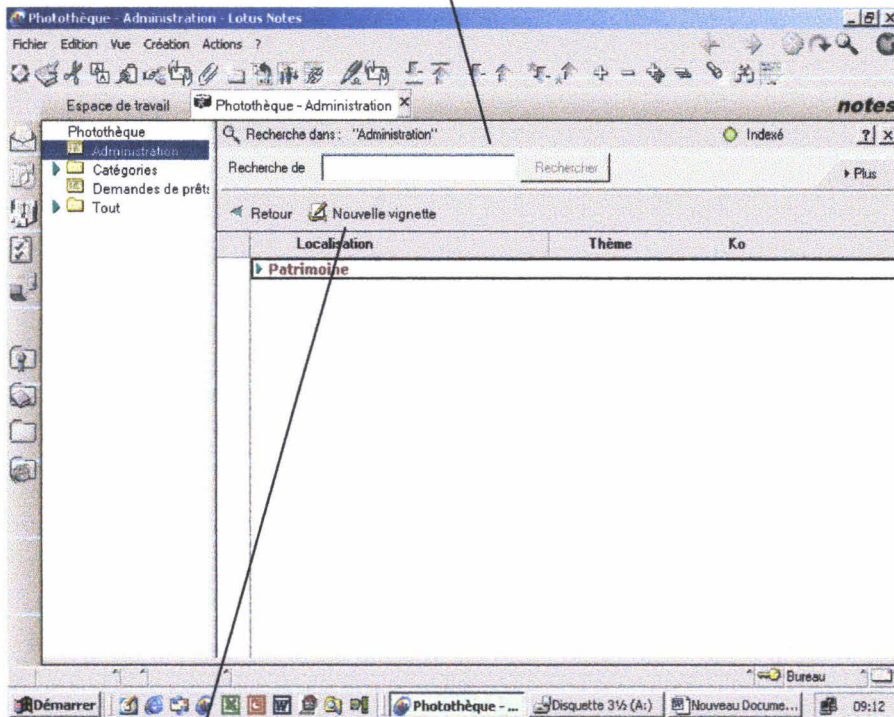 Photothèque - Administration - Lotus Notes
Fichier Edition Vue Création Actions ?
Espace de travail Photothèque - Administration
notes
Photothèque
Administration
Catégories
Demandes de prêts
Tout
Recherche dans : "Administration"
Indexé
Recherche de
Rechercher
Plus
Retour Nouvelle vignette
Localisation Thème Ko
Patrimoine
Bureau
Démarrer Photothèque - ... Disquette 3½ (A:) Nouveau Docume... 09:12